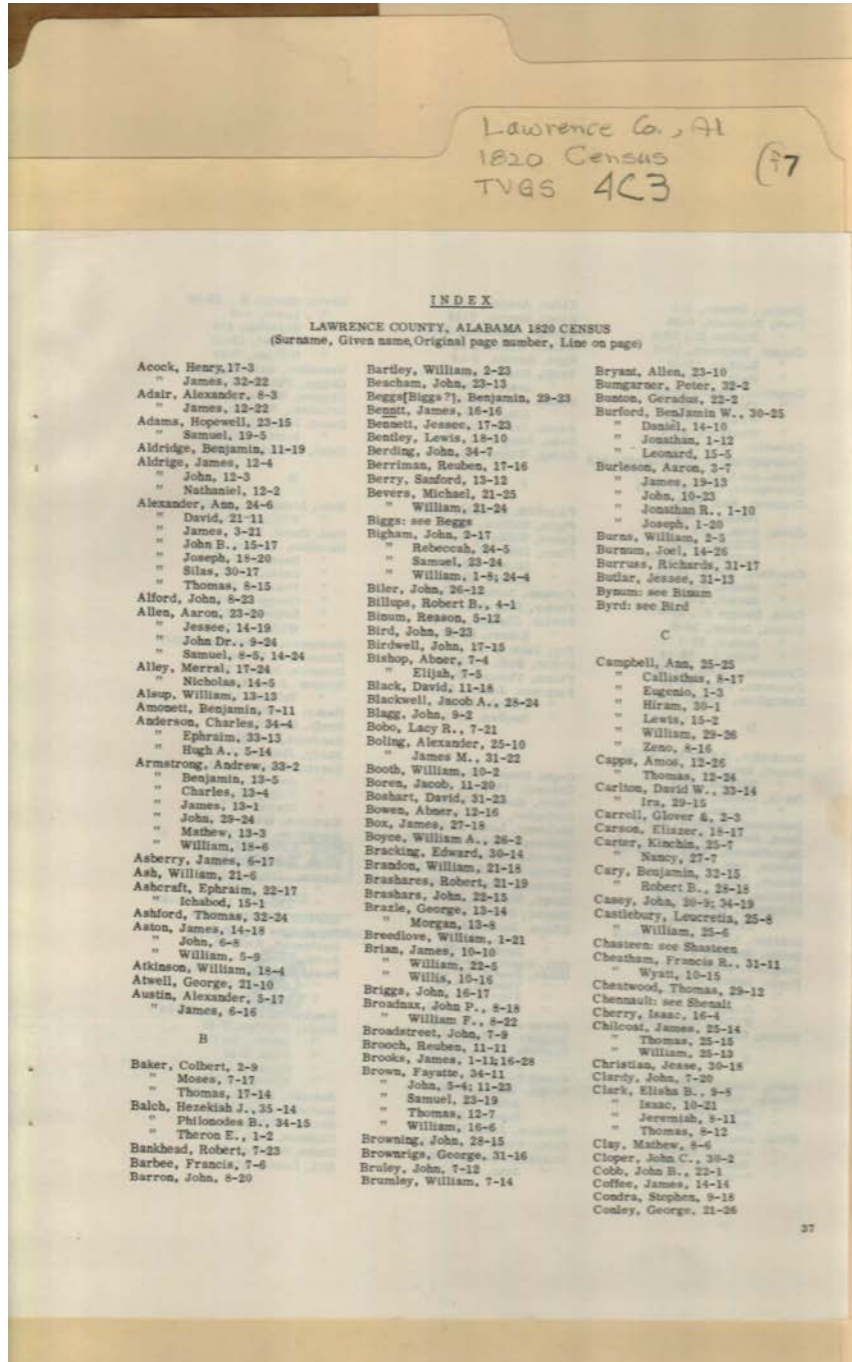 Lawrence Co., Al
1820 Census
TVGS 4C3
7
INDEX
LAWRENCE COUNTY, ALABAMA 1820 CENSUS
(Surname, Given name, Original page number, Line on page)
Acock, Henry, 17-3
" James, 32-22
Adair, Alexander, 8-3
" James, 12-22
Adams, Hopewell, 23-15
" Samuel, 19-5
Aldridge, Benjamin, 11-19
Aldrige, James, 12-4
" John, 12-3
" Nathaniel, 12-2
Alexander, Ann, 24-6
" David, 21-11
" James, 3-21
" John B., 15-17
" Joseph, 18-20
" Silas, 30-17
" Thomas, 8-15
Alford, John, 8-23
Allen, Aaron, 23-20
" Jessee, 14-19
" John Dr., 9-24
" Samuel, 8-5, 14-24
Alley, Merral, 17-24
" Nicholas, 14-5
Alsup, William, 13-13
Amonett, Benjamin, 7-11
Anderson, Charles, 34-4
" Ephraim, 33-13
" Hugh A., 5-14
Armstrong, Andrew, 33-2
" Benjamin, 13-5
" Charles, 13-4
" James, 13-1
" John, 29-24
" Mathew, 13-3
" William, 18-6
Asberry, James, 6-17
Ash, William, 21-6
Ashcraft, Ephraim, 22-17
" Ichabod, 15-1
Ashford, Thomas, 32-24
Aston, James, 14-18
" John, 6-8
" William, 5-9
Atkinson, William, 18-4
Atwell, George, 21-10
Austin, Alexander, 5-17
" James, 6-16
B
Baker, Colbert, 2-9
" Moses, 7-17
" Thomas, 17-14
Balch, Hezekiah J., 35-14
" Philonodes B., 34-15
" Theron E., 1-2
Bankhead, Robert, 7-23
Barbee, Francis, 7-6
Barron, John, 8-20
Bartley, William, 2-23
Beacham, John, 23-13
Beggs[Biggs ?], Benjamin, 29-23
Benntt, James, 16-16
Bennett, Jessee, 17-23
Bentley, Lewis, 18-10
Berding, John, 34-7
Berriman, Reuben, 17-16
Berry, Sanford, 13-12
Bevers, Michael, 21-25
" William, 21-24
Biggs: see Beggs
Bigham, John, 2-17
" Rebeccah, 24-5
" Samuel, 23-24
" William, 1-8; 24-4
Biler, John, 26-12
Billups, Robert B., 4-1
Binum, Reason, 5-12
Bird, John, 9-23
Birdwell, John, 17-15
Bishop, Abner, 7-4
" Elijah, 7-5
Black, David, 11-18
Blackwell, Jacob A., 28-24
Blagg, John, 9-2
Bobo, Lacy R., 7-21
Boling, Alexander, 25-10
" James M., 31-22
Booth, William, 10-2
Boren, Jacob, 11-20
Boshart, David, 31-23
Bowen, Abner, 12-16
Box, James, 27-18
Boyce, William A., 26-2
Bracking, Edward, 30-14
Brandon, William, 21-18
Brashares, Robert, 21-19
Brashars, John, 22-15
Brazle, George, 13-14
" Morgan, 13-8
Breedlove, William, 1-21
Brian, James, 10-10
" William, 22-5
" Willis, 10-16
Briggs, John, 16-17
Broadnax, John P., 8-18
" William F., 8-22
Broadstreet, John, 7-9
Brooch, Reuben, 11-11
Brooks, James, 1-11; 16-28
Brown, Fayatte, 34-11
" John, 5-4; 11-23
" Samuel, 23-19
" Thomas, 12-7
" William, 16-6
Browning, John, 28-15
Brownrigs, George, 31-16
Bruley, John, 7-12
Brumley, William, 7-14
Bryant, Allen, 23-10
Bumgarner, Peter, 32-2
Bunton, Geradus, 22-2
Burford, BenJamin W., 30-25
" Daniel, 14-10
" Jonathan, 1-12
" Leonard, 15-5
Burleson, Aaron, 3-7
" James, 19-13
" John, 10-23
" Jonathan R., 1-10
" Joseph, 1-20
Burns, William, 2-5
Burnum, Joel, 14-26
Burruss, Richards, 31-17
Butlar, Jessee, 31-13
Bynum: see Binum
Byrd: see Bird
C
Campbell, Ann, 25-25
" Callisthus, 8-17
" Eugenio, 1-3
" Hiram, 30-1
" Lewis, 15-2
" William, 29-26
" Zeno, 8-16
Capps, Amos, 12-26
" Thomas, 12-24
Carlton, David W., 33-14
" Ira, 29-15
Carrell, Glover &, 2-3
Carson, Eliazer, 18-17
Carter, Kinchin, 25-7
" Nancy, 27-7
Cary, Benjamin, 32-15
" Robert B., 28-18
Casey, John, 20-9; 34-19
Castlebury, Leucretia, 25-8
" William, 25-6
Chasteen: see Shasteen
Cheatham, Francis R., 31-11
" Wyatt, 10-15
Cheatwood, Thomas, 29-12
Chennault: see Shenalt
Cherry, Isaac, 16-4
Chilcoat, James, 25-14
" Thomas, 25-15
" William, 25-13
Christian, Jesse, 30-18
Clardy, John, 7-20
Clark, Elisha B., 9-8
" Isaac, 10-21
" Jeremiah, 8-11
" Thomas, 8-12
Clay, Mathew, 8-6
Cloper, John C., 30-2
Cobb, John B., 22-1
Coffee, James, 14-14
Condra, Stephen, 9-18
Conley, George, 21-26
37